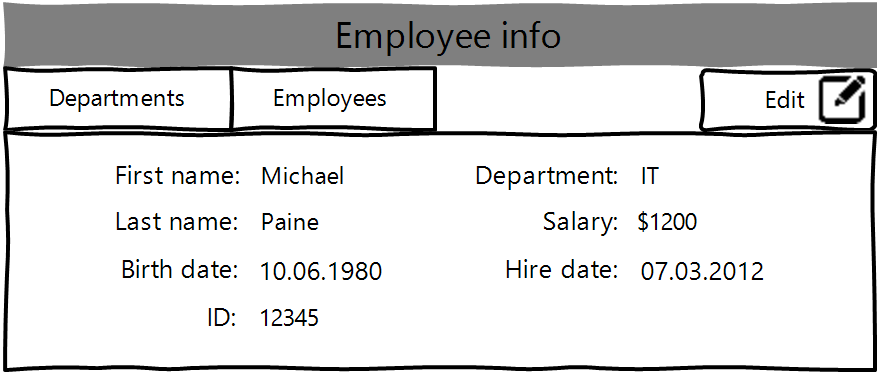 Employee info
Departments Employees Edit
First name: Michael Department: IT
Last name: Paine Salary: $1200
Birth date: 10.06.1980 Hire date: 07.03.2012
ID: 12345